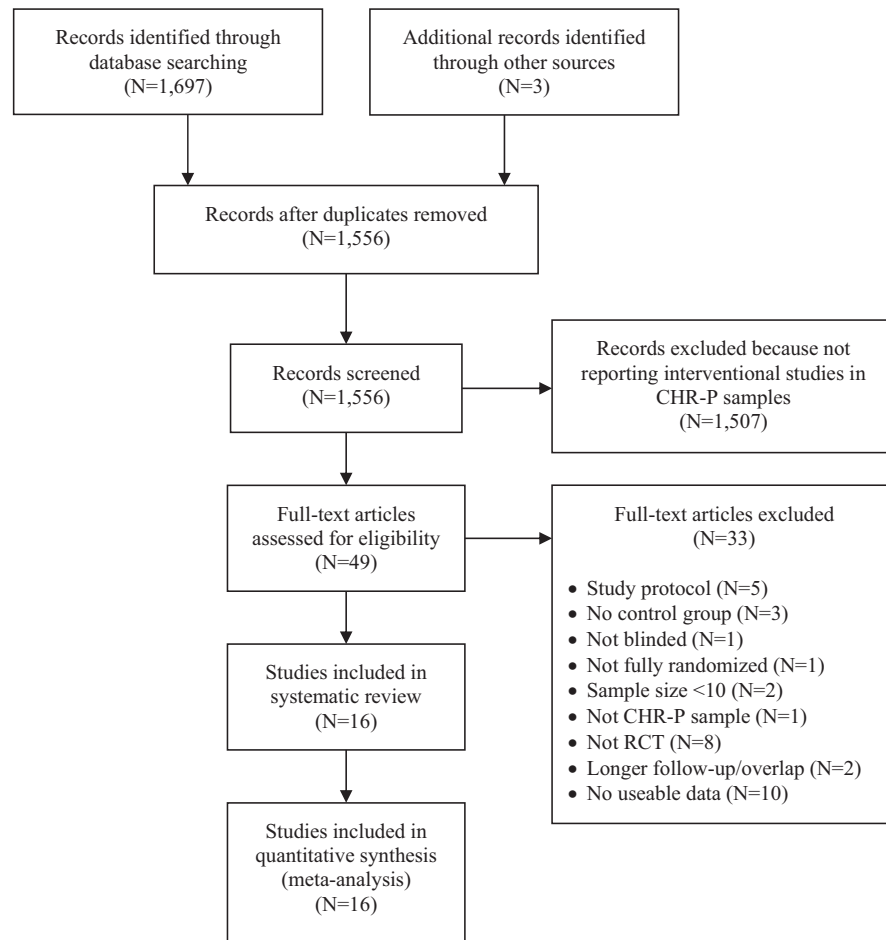 Records identified through
database searching
(N=1,697)
Additional records identified
through other sources
(N=3)
Records after duplicates removed
(N=1,556)
Records screened
(N=1,556)
Records excluded because not
reporting interventional studies in
CHR-P samples
(N=1,507)
Full-text articles
assessed for eligibility
(N=49)
Full-text articles excluded
(N=33)
• Study protocol (N=5)
• No control group (N=3)
• Not blinded (N=1)
• Not fully randomized (N=1)
• Sample size <10 (N=2)
• Not CHR-P sample (N=1)
• Not RCT (N=8)
• Longer follow-up/overlap (N=2)
• No useable data (N=10)
Studies included in
systematic review
(N=16)
Studies included in
quantitative synthesis
(meta-analysis)
(N=16)